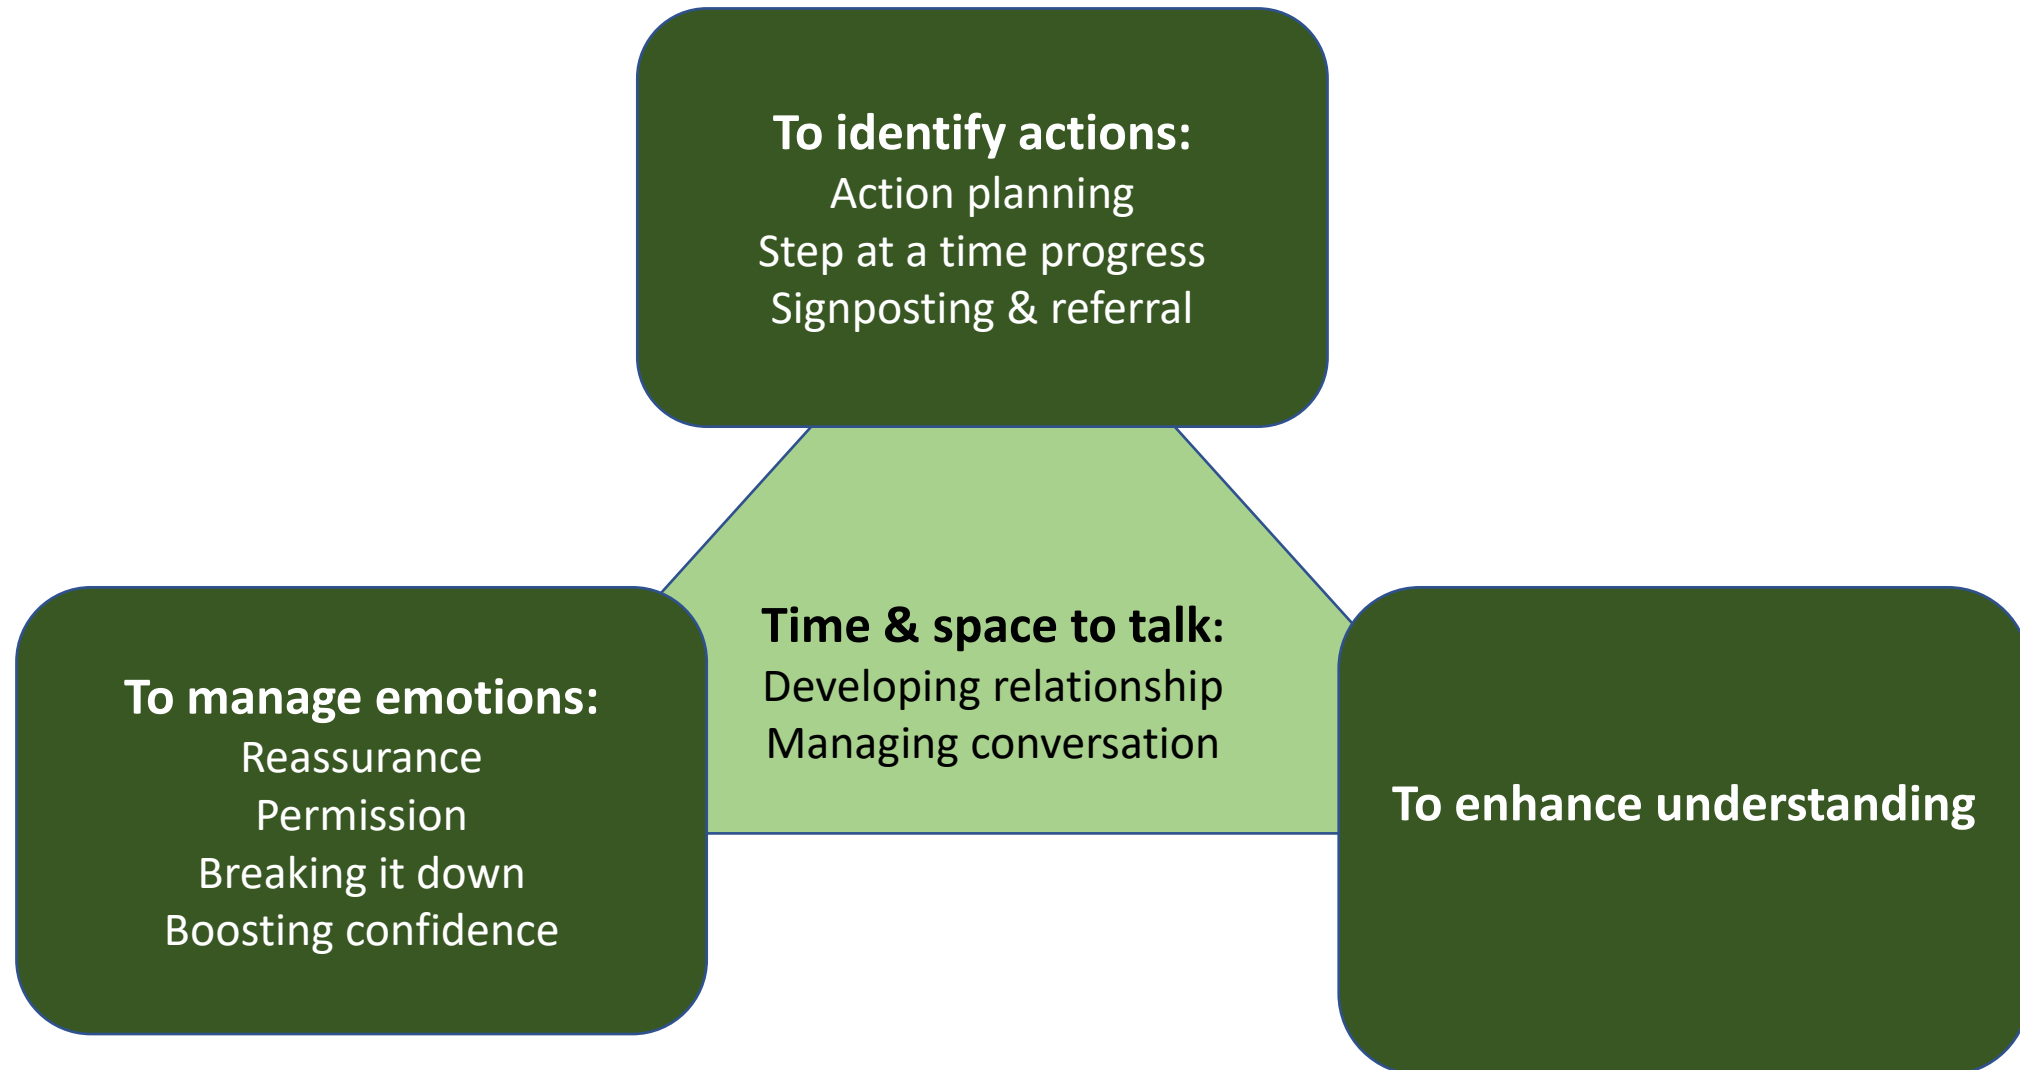 To identify actions:
Action planning
Step at a time progress
Signposting & referral
Time & space to talk:
Developing relationship
Managing conversation
To manage emotions:
Reassurance
Permission
Breaking it down
Boosting confidence
To enhance understanding